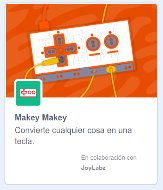 Makey Makey
Convierte cualquier cosa en una
tecla.
En colaboración con
JoyLabz